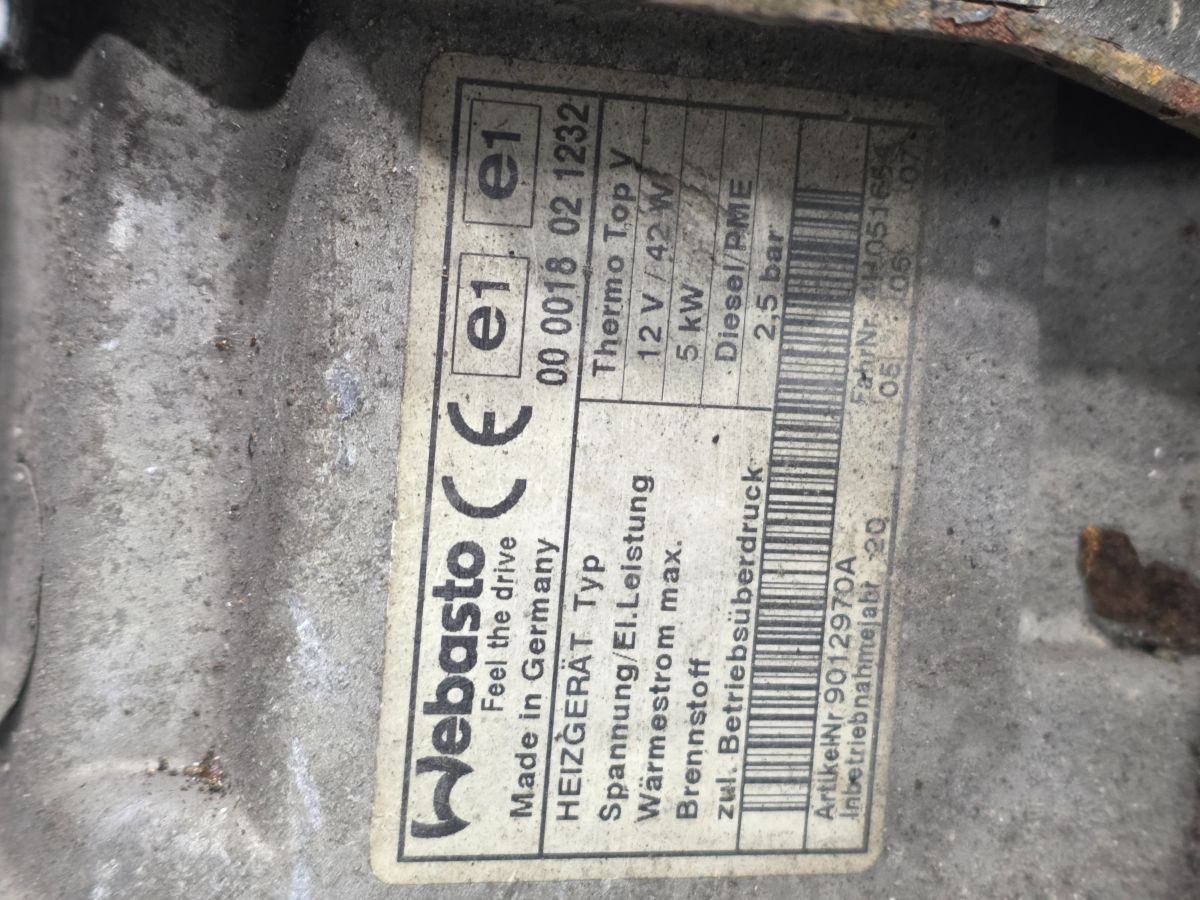 Webasto
Feel the drive
Made in Germany
e1 e1
00 0018 02 1232
HEIZGERÄT Typ Thermo Top V
Spannung/El.Leistung 12 V / 42 W
Wärmestrom max. 5 kW
Brennstoff Diesel/PME
zul. Betriebsüberdruck 2,5 bar
ArtikelNr 9012970A FabrNr.
Inbetriebnahmejahr 20 05 06 07